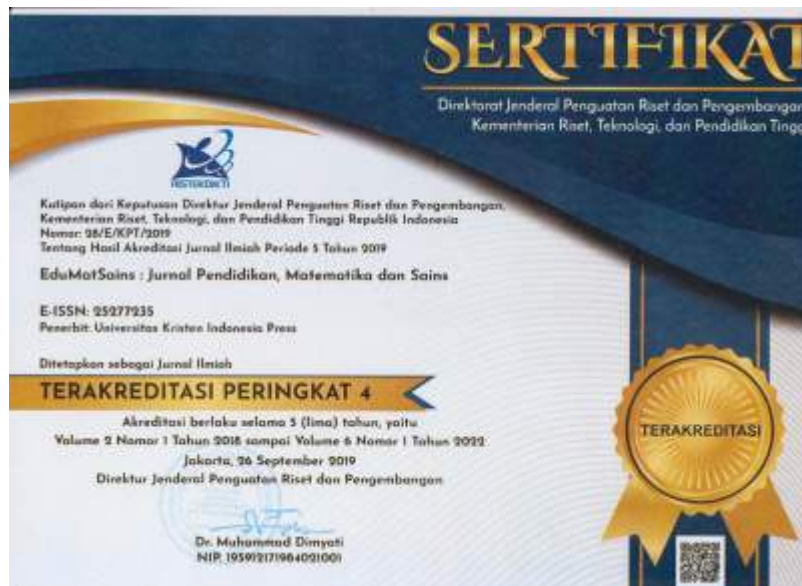 SERTIFIKAT
Direktorat Jenderal Penguatan Riset dan Pengembangan
Kementerian Riset, Teknologi, dan Pendidikan Tingg
RISTEKDIKTI
Kutipan dari Keputusan Direktur Jenderal Penguatan Riset dan Pengembangan,
Kementerian Riset, Teknologi, dan Pendidikan Tinggi Republik Indonesia
Nomor: 28/E/KPT/2019
Tentang Hasil Akreditasi Jurnal Ilmiah Periode 5 Tahun 2019
EduMatSains : Jurnal Pendidikan, Matematika dan Sains
E-ISSN: 25277235
Penerbit: Universitas Kristen Indonesia Press
Ditetapkan sebagai Jurnal Ilmiah
TERAKREDITASI PERINGKAT 4
Akreditasi berlaku selama 5 (lima) tahun, yaitu
Volume 2 Nomor 1 Tahun 2018 sampai Volume 6 Nomor 1 Tahun 2022
Jakarta, 26 September 2019
Direktur Jenderal Penguatan Riset dan Pengembangan
Dr. Muhammad Dimyati
NIP. 195912171984021001
TERAKREDITASI